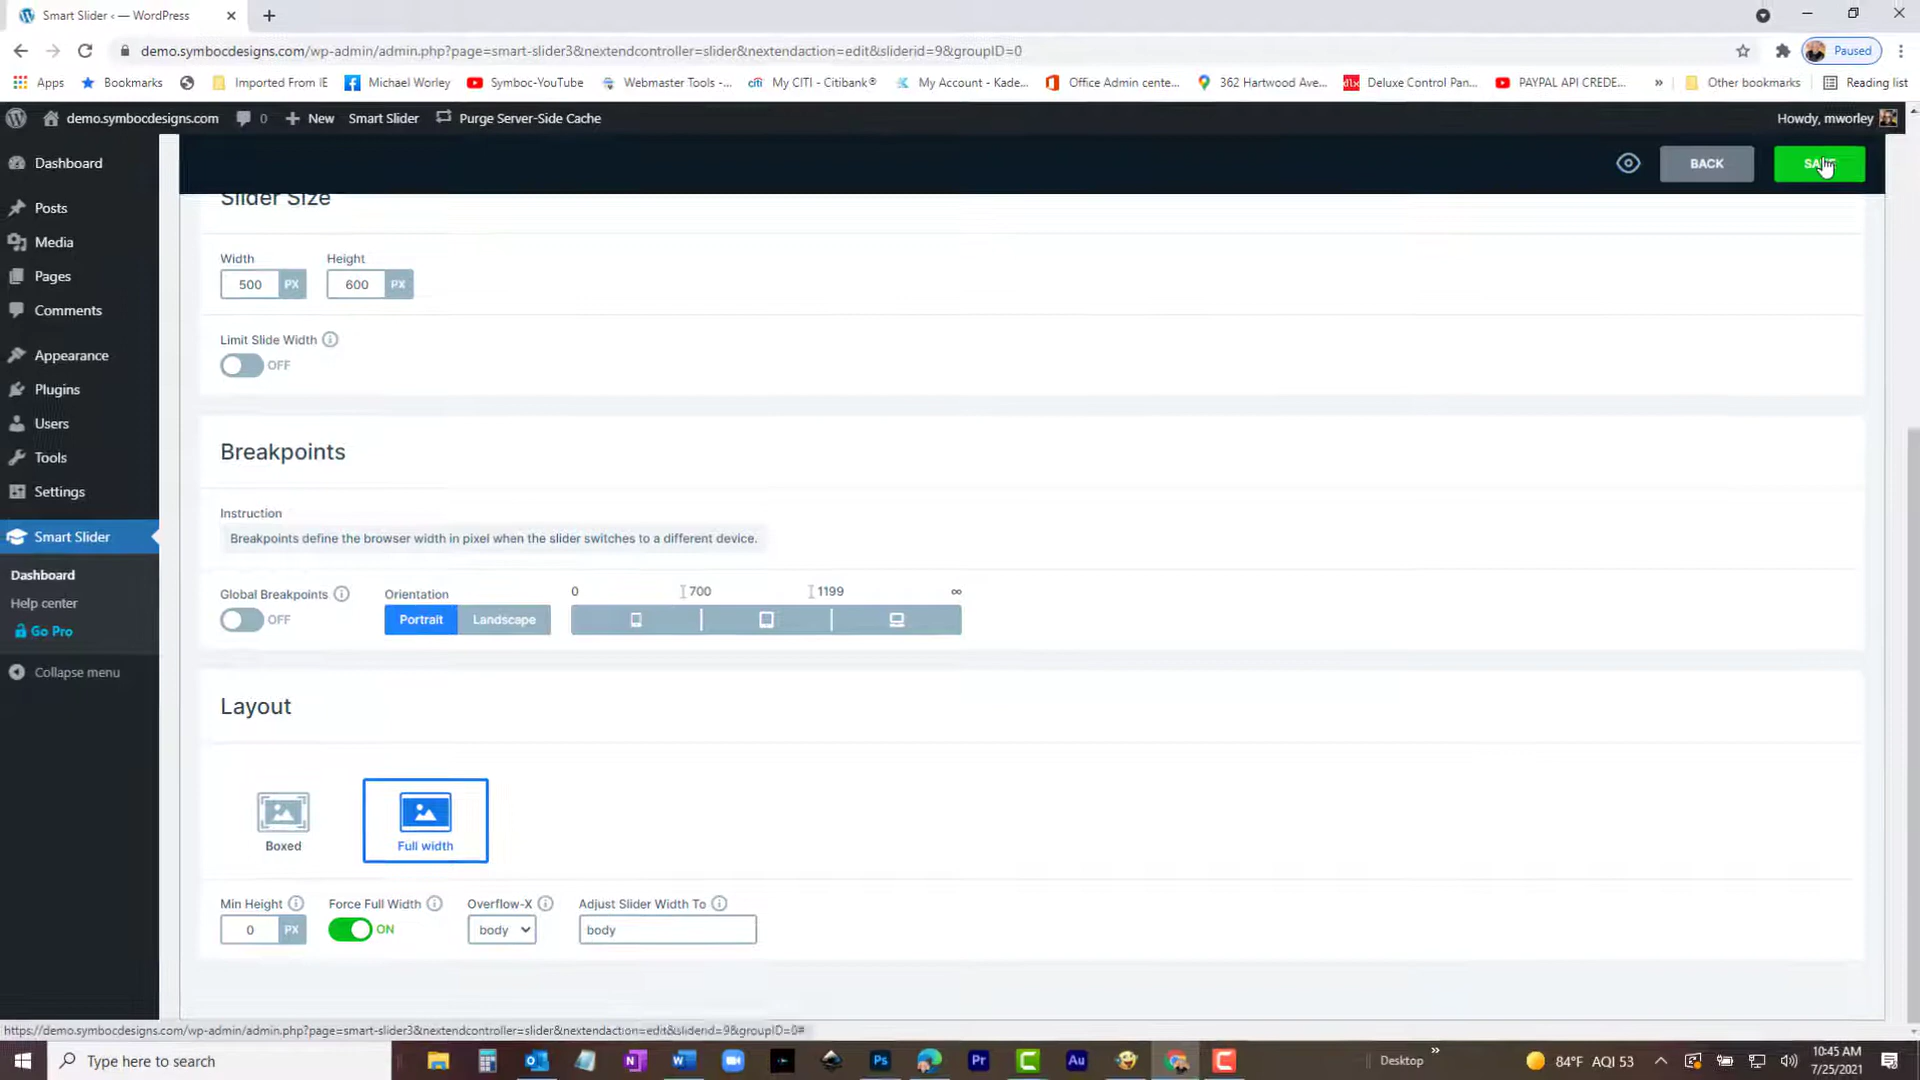 Smart Slider ‹ — WordPress
demo.symbocdesigns.com/wp-admin/admin.php?page=smart-slider3&nextendcontroller=slider&nextendaction=edit&sliderid=9&groupID=0
Paused
Apps
Bookmarks
Imported From IE
Michael Worley
Symboc-YouTube
Webmaster Tools -...
citi My CITI - Citibank®
My Account - Kade...
Office Admin cente...
362 Hartwood Ave...
dlx Deluxe Control Pan...
PAYPAL API CREDE...
»
Other bookmarks
Reading list
demo.symbocdesigns.com
0
New
Smart Slider
Purge Server-Side Cache
Howdy, mworley
Dashboard
Posts
Media
Pages
Comments
Appearance
Plugins
Users
Tools
Settings
Smart Slider
Dashboard
Help center
Go Pro
Collapse menu
BACK
Slider Size
Width
Height
500 PX
600 PX
Limit Slide Width
OFF
Breakpoints
Instruction
Breakpoints define the browser width in pixel when the slider switches to a different device.
Global Breakpoints
Orientation
0
700
1199
∞
OFF
Portrait
Landscape
Layout
Boxed
Full width
Min Height
Force Full Width
Overflow-X
Adjust Slider Width To
0 PX
ON
body
body
https://demo.symbocdesigns.com/wp-admin/admin.php?page=smart-slider3&nextendcontroller=slider&nextendaction=edit&sliderid=9&groupID=0#
Type here to search
Desktop
»
84°F AQI 53
10:45 AM
7/25/2021